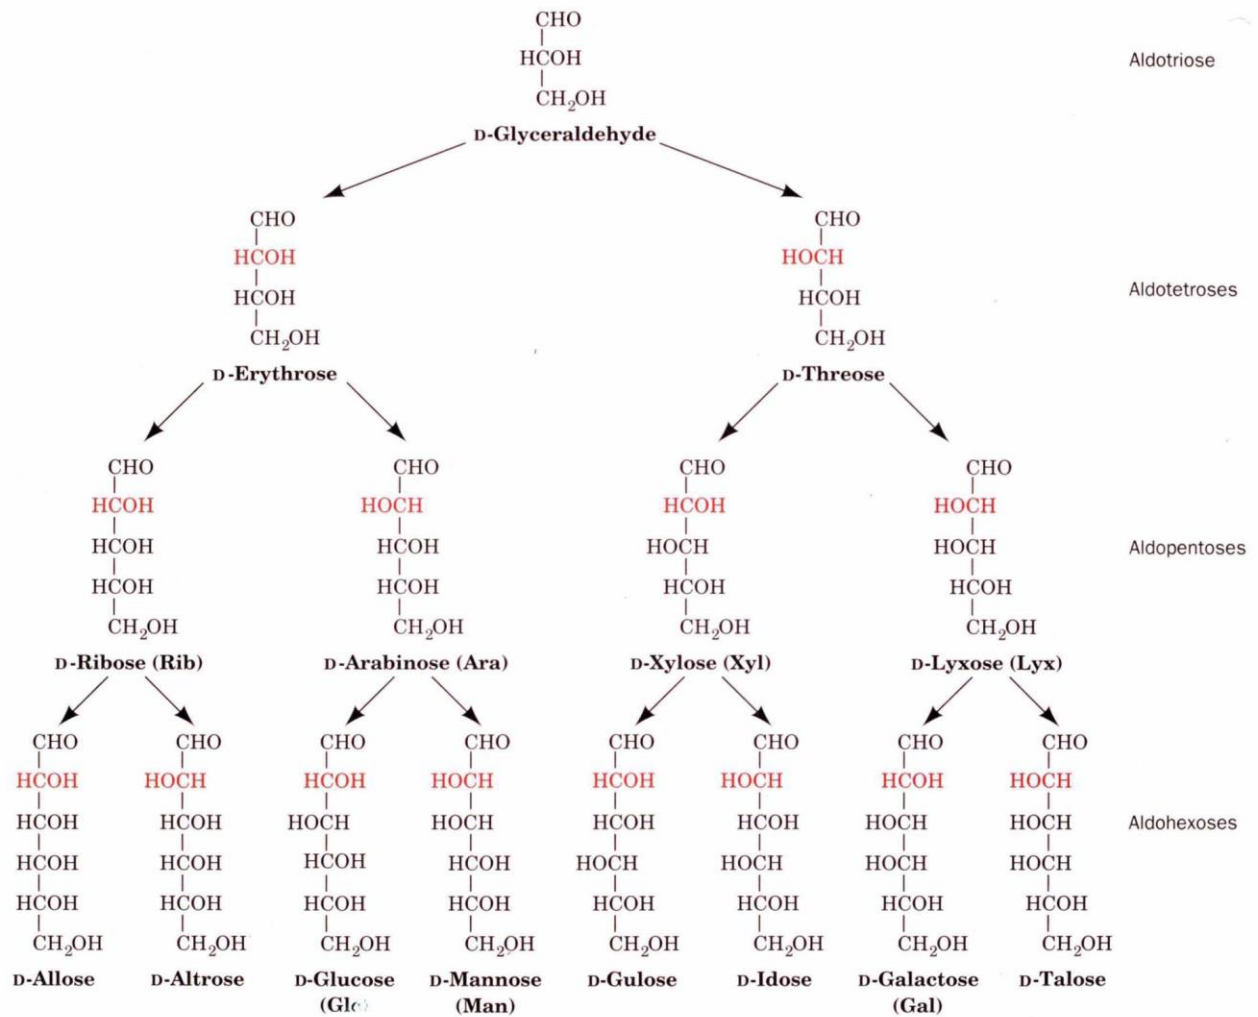 CHO
HCOH
CH₂OH
D-Glyceraldehyde
Aldotriose
CHO CHO
HCOH HOCH
HCOH HCOH
CH₂OH CH₂OH
D-Erythrose D-Threose
Aldotetroses
CHO CHO CHO CHO
HCOH HOCH HCOH HOCH
HCOH HCOH HOCH HOCH
HCOH HCOH HCOH HCOH
CH₂OH CH₂OH CH₂OH CH₂OH
D-Ribose (Rib) D-Arabinose (Ara) D-Xylose (Xyl) D-Lyxose (Lyx)
Aldopentoses
CHO CHO CHO CHO CHO CHO CHO CHO
HCOH HOCH HCOH HOCH HCOH HOCH HCOH HOCH
HCOH HCOH HOCH HOCH HCOH HCOH HOCH HOCH
HCOH HCOH HCOH HCOH HOCH HOCH HOCH HOCH
HCOH HCOH HCOH HCOH HCOH HCOH HCOH HCOH
CH₂OH CH₂OH CH₂OH CH₂OH CH₂OH CH₂OH CH₂OH CH₂OH
D-Allose D-Altrose D-Glucose D-Mannose D-Gulose D-Idose D-Galactose D-Talose
(Man) (Gal)
Aldohexoses